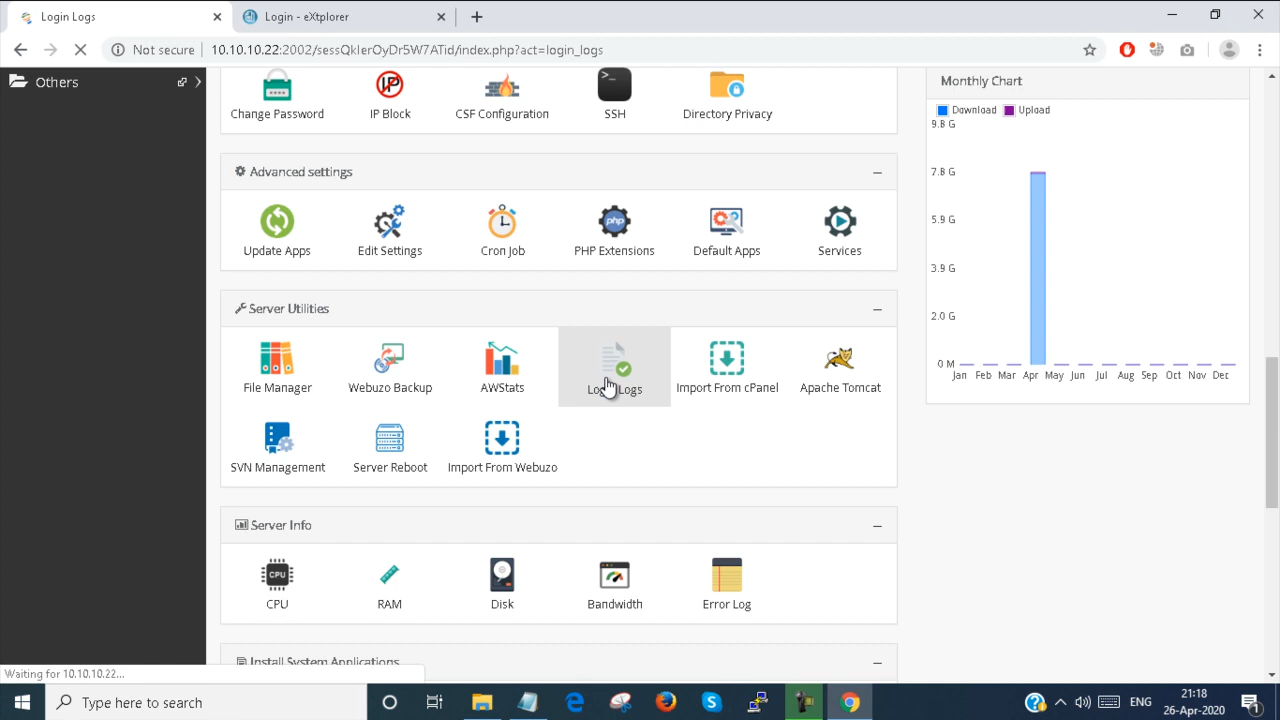 Login Logs
Login - eXtplorer
Not secure
10.10.10.22:2002/sessQkIerOyDr5W7ATid/index.php?act=login_logs
Others
Change Password
IP Block
IP
CSF Configuration
>_
SSH
Directory Privacy
Advanced settings
Update Apps
Edit Settings
Cron Job
php
PHP Extensions
Default Apps
Services
Server Utilities
File Manager
Webuzo Backup
AWStats
Login Logs
Import From cPanel
Apache Tomcat
SVN Management
Server Reboot
Import From Webuzo
Server Info
CPU
CPU
RAM
Disk
Bandwidth
Error Log
Install System Applications
Monthly Chart
Download
Upload
9.8 G
7.8 G
5.9 G
3.9 G
2.0 G
0 M
Jan Feb Mar Apr May Jun Jul Aug Sep Oct Nov Dec
Waiting for 10.10.10.22...
Type here to search
ENG
21:18
26-Apr-2020